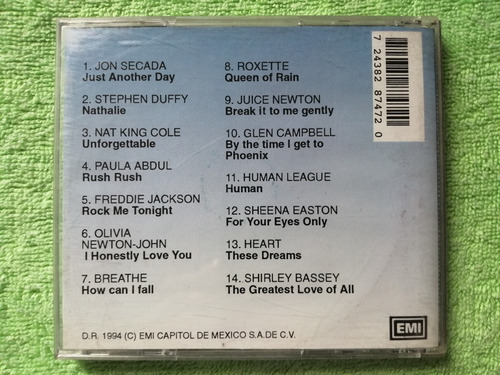 1. JON SECADA
Just Another Day
2. STEPHEN DUFFY
Nathalie
3. NAT KING COLE
Unforgettable
4. PAULA ABDUL
Rush Rush
5. FREDDIE JACKSON
Rock Me Tonight
6. OLIVIA
NEWTON-JOHN
I Honestly Love You
7. BREATHE
How can I fall
8. ROXETTE
Queen of Rain
9. JUICE NEWTON
Break it to me gently
10. GLEN CAMPBELL
By the time I get to
Phoenix
11. HUMAN LEAGUE
Human
12. SHEENA EASTON
For Your Eyes Only
13. HEART
These Dreams
14. SHIRLEY BASSEY
The Greatest Love of All
7 24382 87472 0
D.R. 1994 (C) EMI CAPITOL DE MEXICO S.A. DE C.V.
EMI